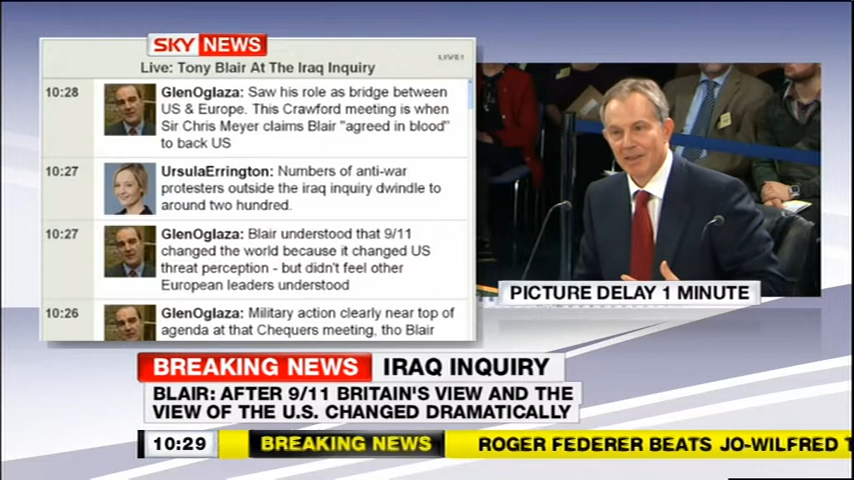 SKY NEWS
LIVE!
Live: Tony Blair At The Iraq Inquiry
10:28
GlenOglaza: Saw his role as bridge between
US & Europe. This Crawford meeting is when
Sir Chris Meyer claims Blair "agreed in blood"
to back US
10:27
UrsulaErrington: Numbers of anti-war
protesters outside the iraq inquiry dwindle to
around two hundred.
10:27
GlenOglaza: Blair understood that 9/11
changed the world because it changed US
threat perception - but didn't feel other
European leaders understood
10:26
GlenOglaza: Military action clearly near top of
agenda at that Chequers meeting, tho Blair
PICTURE DELAY 1 MINUTE
BREAKING NEWS IRAQ INQUIRY
BLAIR: AFTER 9/11 BRITAIN'S VIEW AND THE
VIEW OF THE U.S. CHANGED DRAMATICALLY
10:29 BREAKING NEWS ROGER FEDERER BEATS JO-WILFRED T